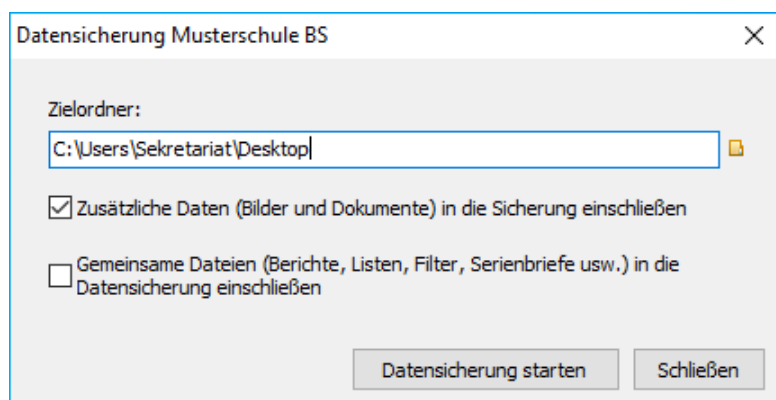 Datensicherung Musterschule BS
Zielordner:
C:\Users\Sekretariat\Desktop
Zusätzliche Daten (Bilder und Dokumente) in die Sicherung einschließen
Gemeinsame Dateien (Berichte, Listen, Filter, Serienbriefe usw.) in die
Datensicherung einschließen
Datensicherung starten
Schließen